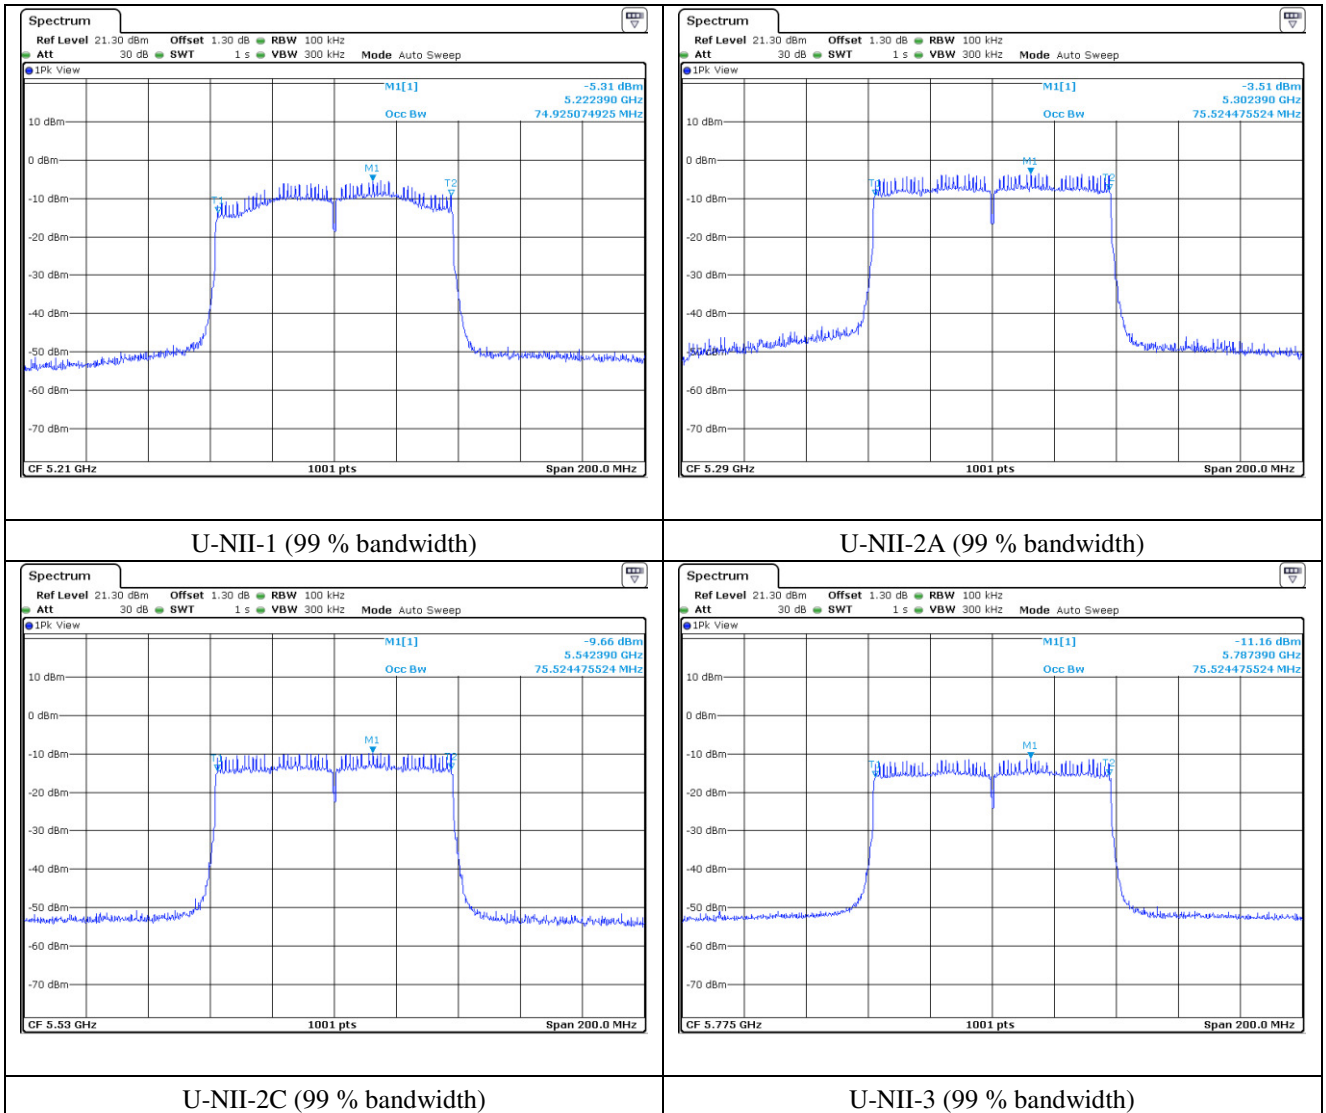 Spectrum
Ref Level 21.30 dBm Offset 1.30 dB RBW 100 kHz
Att 30 dB SWT 1 s VBW 300 kHz Mode Auto Sweep
1Pk View
M1[1] -5.31 dBm
5.222390 GHz
Occ Bw 74.925074925 MHz
10 dBm
0 dBm
M1
T1
T2
-10 dBm
-20 dBm
-30 dBm
-40 dBm
-50 dBm
-60 dBm
-70 dBm
CF 5.21 GHz 1001 pts Span 200.0 MHz
U-NII-1 (99 % bandwidth)
Spectrum
Ref Level 21.30 dBm Offset 1.30 dB RBW 100 kHz
Att 30 dB SWT 1 s VBW 300 kHz Mode Auto Sweep
1Pk View
M1[1] -3.51 dBm
5.302390 GHz
Occ Bw 75.524475524 MHz
10 dBm
0 dBm
M1
T2
-10 dBm
-20 dBm
-30 dBm
-40 dBm
-50 dBm
-60 dBm
-70 dBm
CF 5.29 GHz 1001 pts Span 200.0 MHz
U-NII-2A (99 % bandwidth)
Spectrum
Ref Level 21.30 dBm Offset 1.30 dB RBW 100 kHz
Att 30 dB SWT 1 s VBW 300 kHz Mode Auto Sweep
1Pk View
M1[1] -9.66 dBm
5.542390 GHz
Occ Bw 75.524475524 MHz
10 dBm
0 dBm
M1
-10 dBm
T2
-20 dBm
-30 dBm
-40 dBm
-50 dBm
-60 dBm
-70 dBm
CF 5.53 GHz 1001 pts Span 200.0 MHz
U-NII-2C (99 % bandwidth)
Spectrum
Ref Level 21.30 dBm Offset 1.30 dB RBW 100 kHz
Att 30 dB SWT 1 s VBW 300 kHz Mode Auto Sweep
1Pk View
M1[1] -11.16 dBm
5.787390 GHz
Occ Bw 75.524475524 MHz
10 dBm
0 dBm
M1
-10 dBm
T1
T2
-20 dBm
-30 dBm
-40 dBm
-50 dBm
-60 dBm
-70 dBm
CF 5.775 GHz 1001 pts Span 200.0 MHz
U-NII-3 (99 % bandwidth)